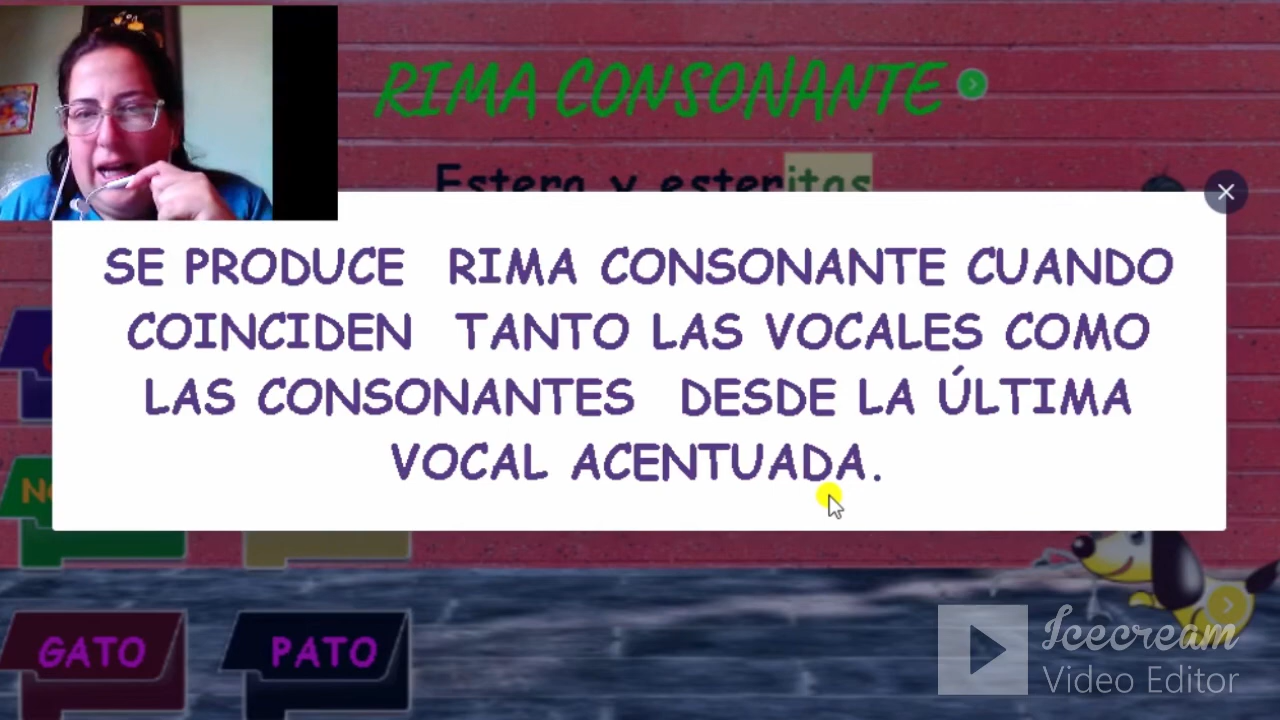 RIMA CONSONANTE
Estera y esteritas
SE PRODUCE RIMA CONSONANTE CUANDO
COINCIDEN TANTO LAS VOCALES COMO
LAS CONSONANTES DESDE LA ÚLTIMA
VOCAL ACENTUADA.
GATO PATO
Icecream
Video Editor